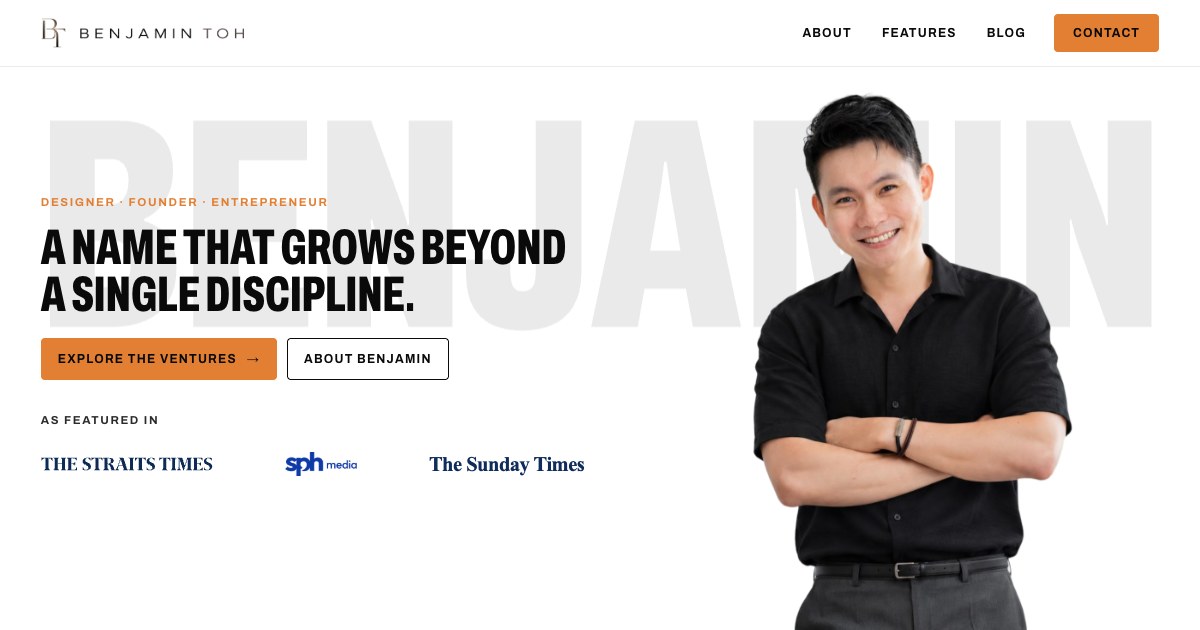 BT BENJAMIN TOH
ABOUT FEATURES BLOG CONTACT
BENJAMIN
DESIGNER · FOUNDER · ENTREPRENEUR
A NAME THAT GROWS BEYOND
A SINGLE DISCIPLINE.
EXPLORE THE VENTURES → ABOUT BENJAMIN
AS FEATURED IN
THE STRAITS TIMES sph media The Sunday Times